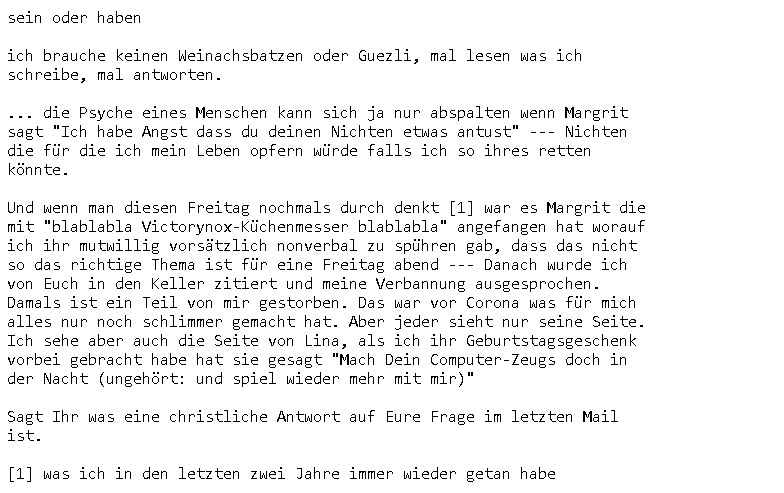 sein oder haben
ich brauche keinen Weinachsbatzen oder Guezli, mal lesen was ich
schreibe, mal antworten.
... die Psyche eines Menschen kann sich ja nur abspalten wenn Margrit
sagt "Ich habe Angst dass du deinen Nichten etwas antust" --- Nichten
die für die ich mein Leben opfern würde falls ich so ihres retten
könnte.
Und wenn man diesen Freitag nochmals durch denkt [1] war es Margrit die
mit "blablabla Victorynox-Küchenmesser blablabla" angefangen hat worauf
ich ihr mutwillig vorsätzlich nonverbal zu spühren gab, dass das nicht
so das richtige Thema ist für eine Freitag abend --- Danach wurde ich
von Euch in den Keller zitiert und meine Verbannung ausgesprochen.
Damals ist ein Teil von mir gestorben. Das war vor Corona was für mich
alles nur noch schlimmer gemacht hat. Aber jeder sieht nur seine Seite.
Ich sehe aber auch die Seite von Lina, als ich ihr Geburtstagsgeschenk
vorbei gebracht habe hat sie gesagt "Mach Dein Computer-Zeugs doch in
der Nacht (ungehört: und spiel wieder mehr mit mir)"
Sagt Ihr was eine christliche Antwort auf Eure Frage im letzten Mail
ist.
[1] was ich in den letzten zwei Jahre immer wieder getan habe